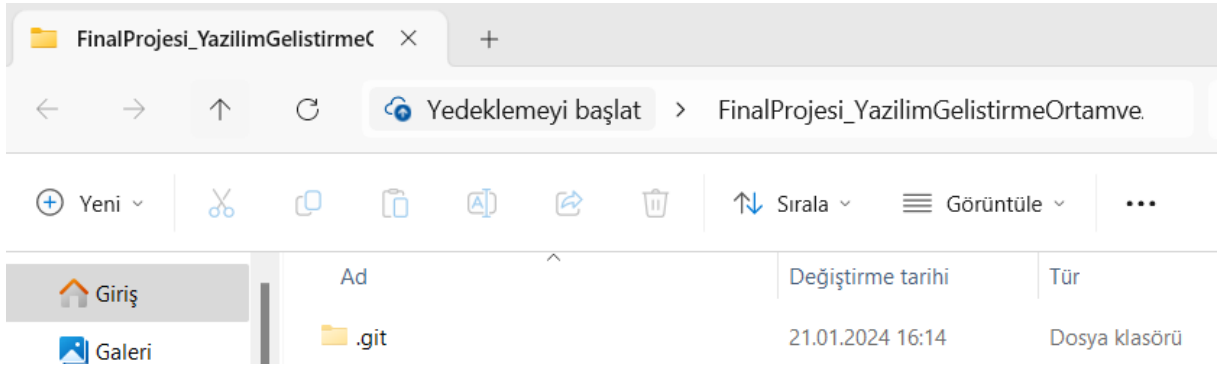 FinalProjesi_YazilimGelistirmeC
Yedeklemeyi başlat > FinalProjesi_YazilimGelistirmeOrtamve.
Yeni Sırala Görüntüle
Giriş
Galeri
Ad Değiştirme tarihi Tür
.git 21.01.2024 16:14 Dosya klasörü